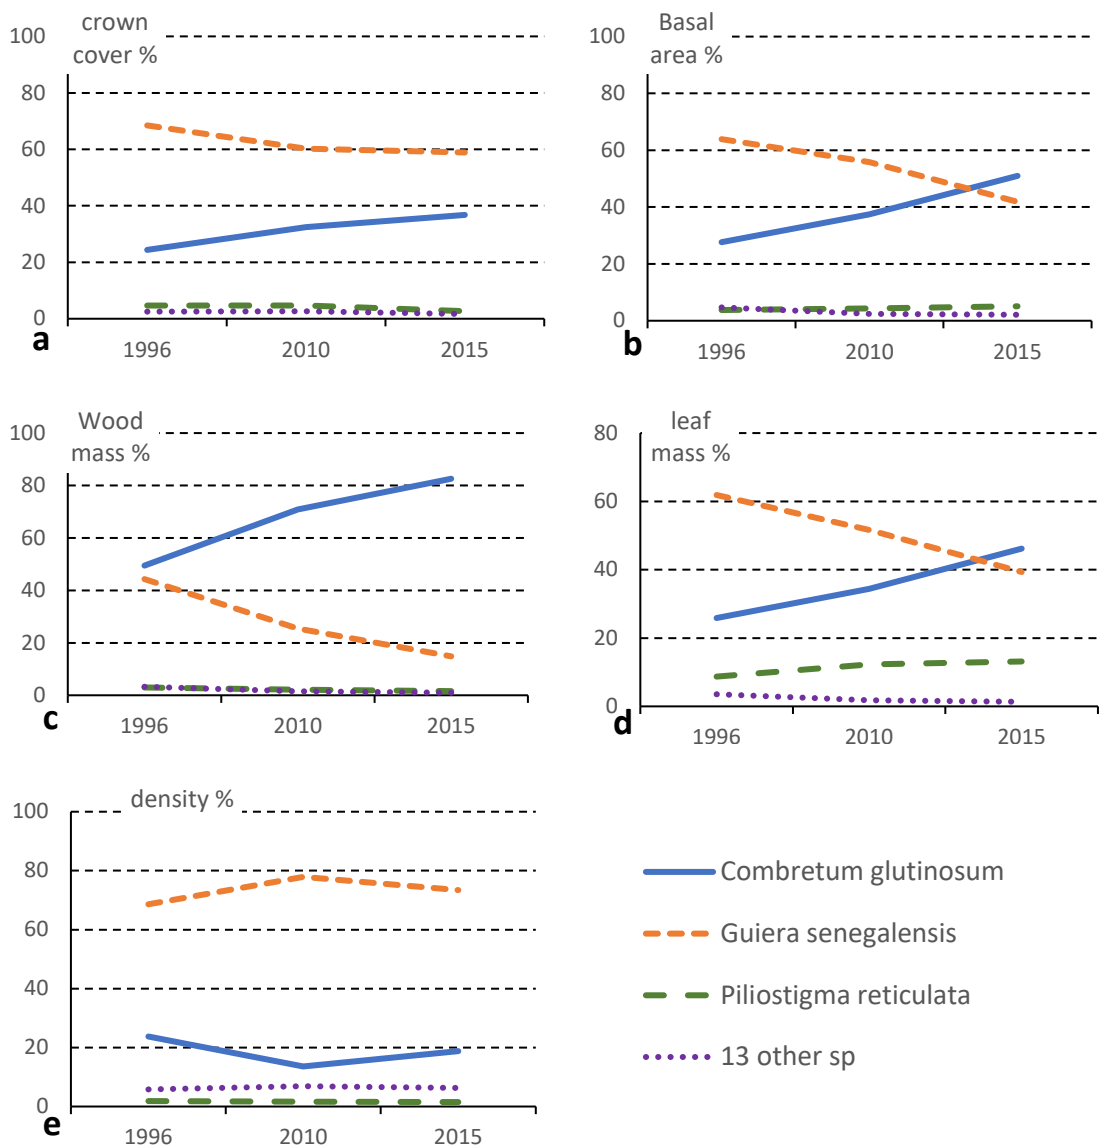 crown
cover %
100
80
60
40
20
0
a
1996 2010 2015
Basal
area %
100
80
60
40
20
0
b
1996 2010 2015
Wood
mass %
100
80
60
40
20
0
c
1996 2010 2015
leaf
mass %
80
60
40
20
0
d
1996 2010 2015
density %
100
80
60
40
20
0
e
1996 2010 2015
Combretum glutinosum
Guiera senegalensis
Piliostigma reticulata
13 other sp